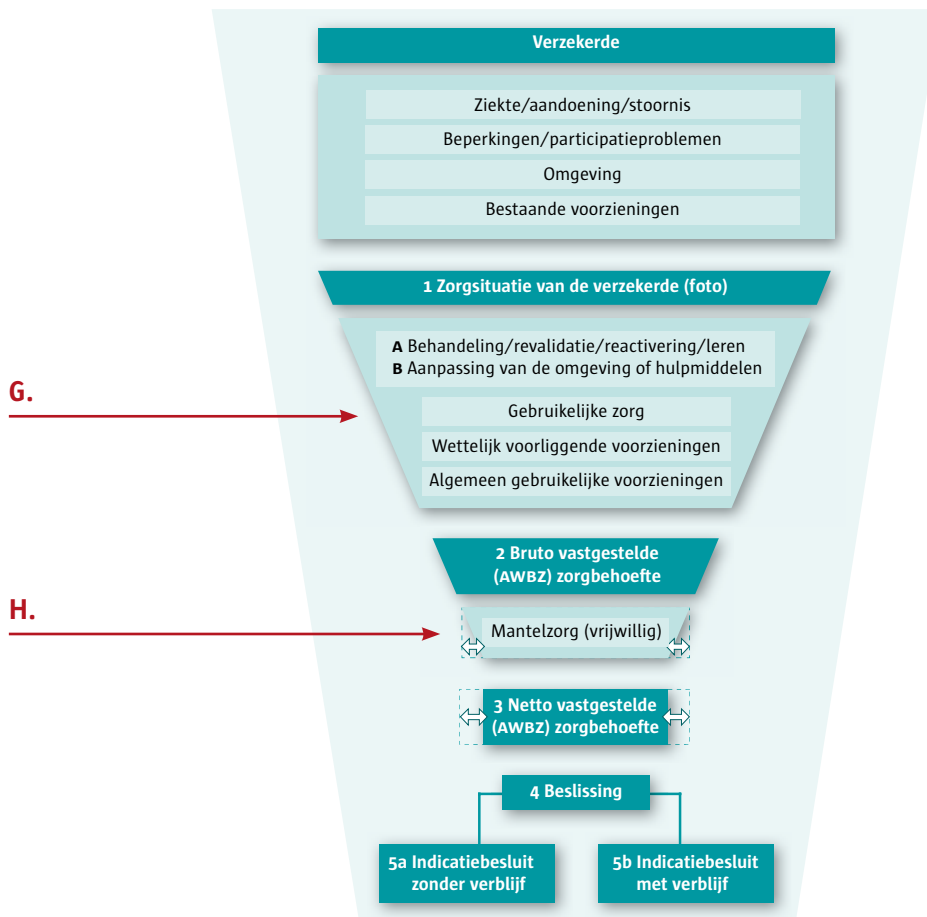 Verzekerde
Ziekte/aandoening/stoornis
Beperkingen/participatieproblemen
Omgeving
Bestaande voorzieningen
1 Zorgsituatie van de verzekerde (foto)
A Behandeling/revalidatie/reactivering/leren
B Aanpassing van de omgeving of hulpmiddelen
G.
Gebruikelijke zorg
Wettelijk voorliggende voorzieningen
Algemeen gebruikelijke voorzieningen
2 Bruto vastgestelde
(AWBZ) zorgbehoefte
H.
Mantelzorg (vrijwillig)
3 Netto vastgestelde
(AWBZ) zorgbehoefte
4 Beslissing
5a Indicatiebesluit
zonder verblijf
5b Indicatiebesluit
met verblijf